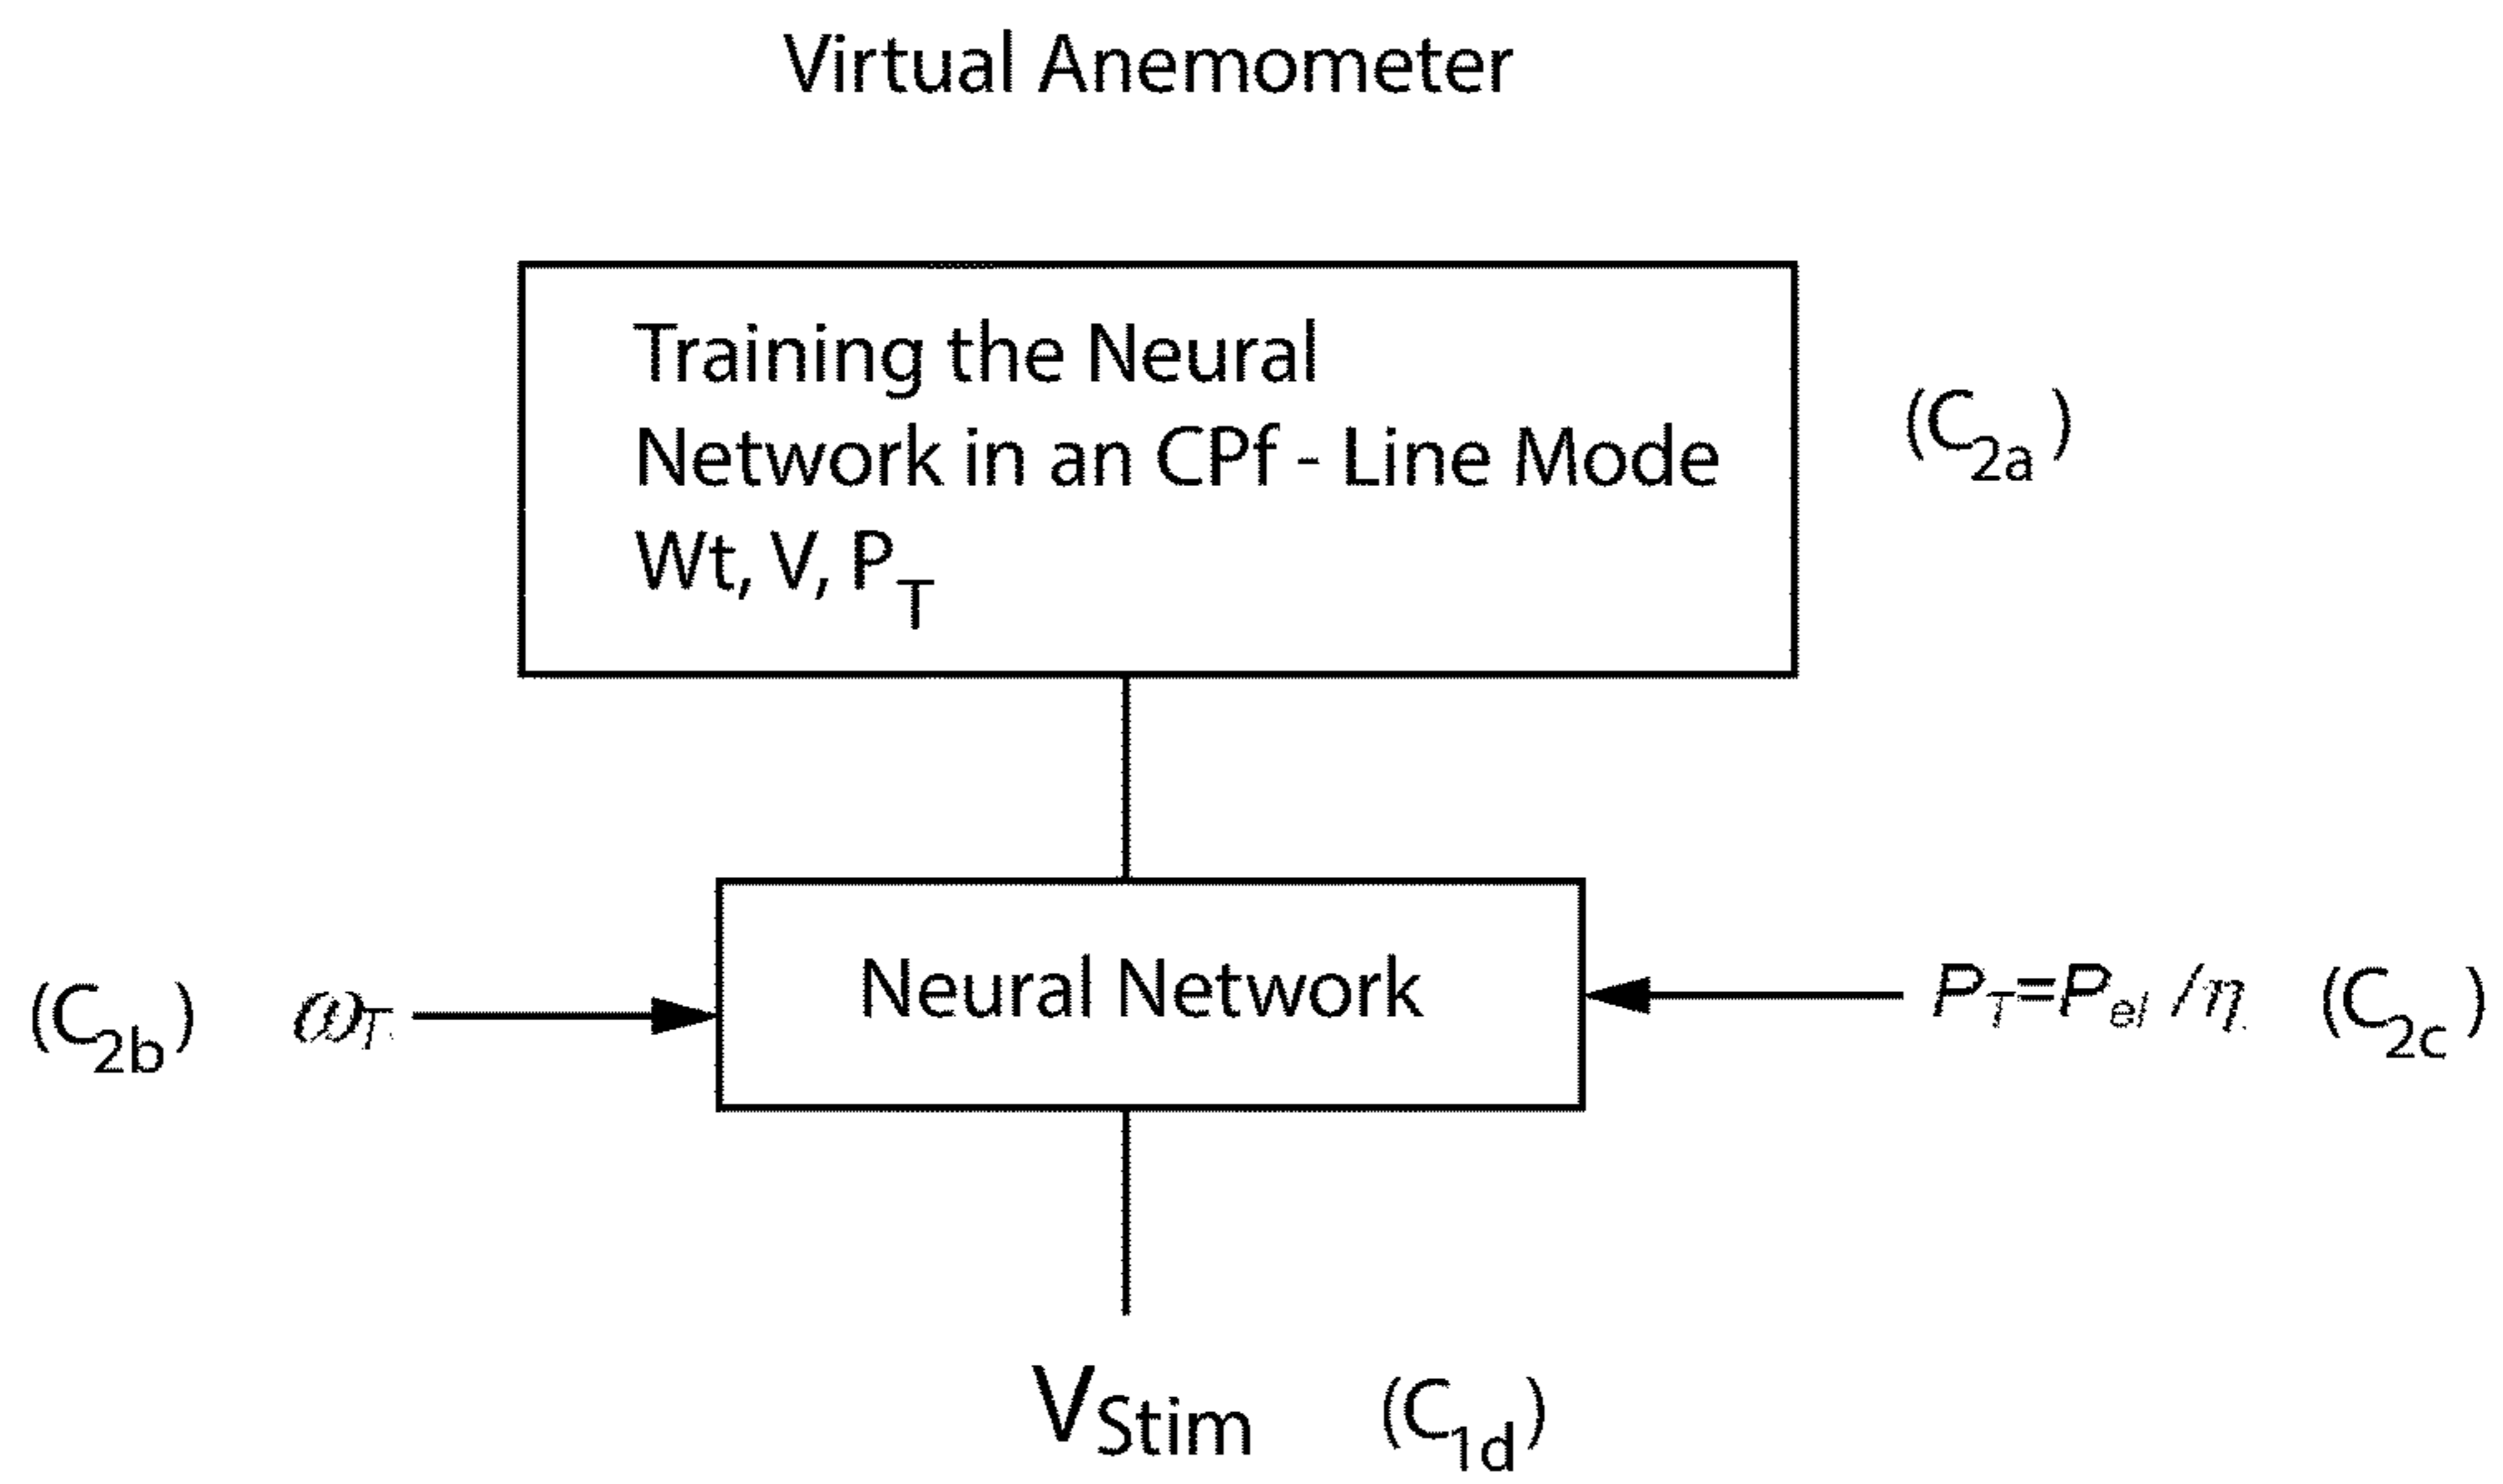 Virtual Anemometer
Training the Neural
Network in an CPf - Line Mode
Wt, V, P_T
(C_2a)
Neural Network
(C_2b) ω_T
P_T=P_el /η (C_2c)
V_Stim (C_1d)